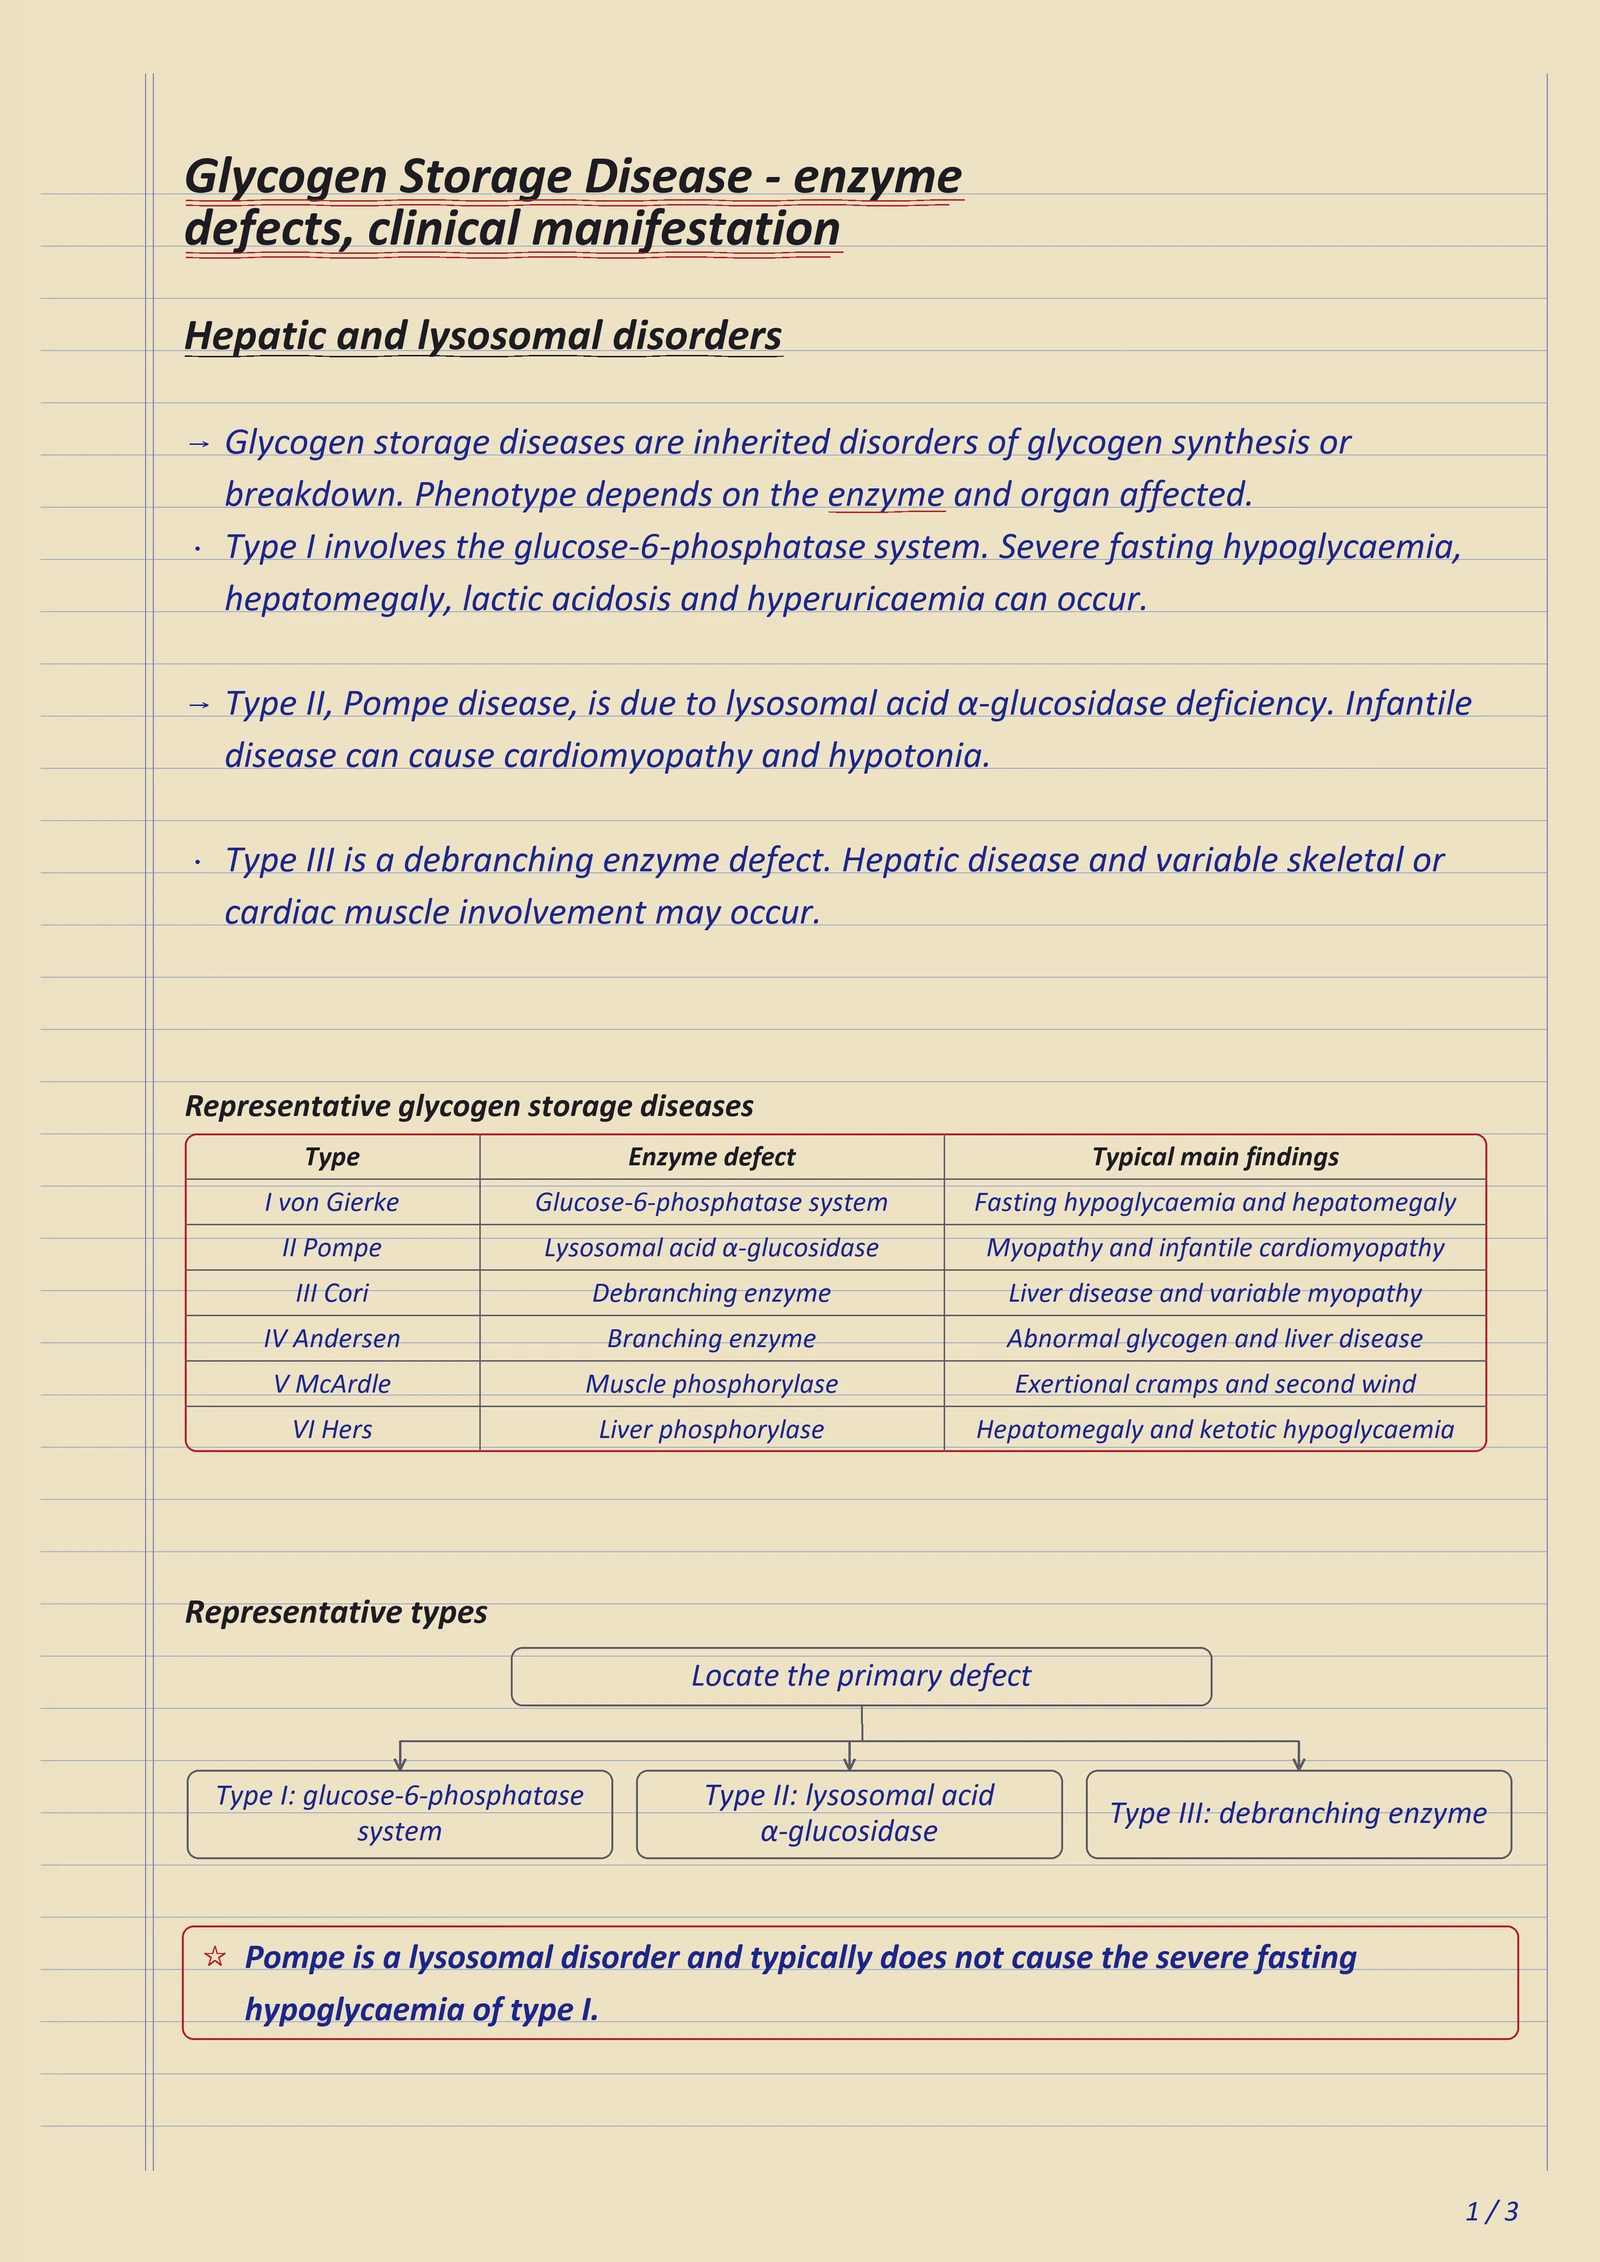 Glycogen Storage Disease - enzyme
defects, clinical manifestation
Hepatic and lysosomal disorders
→ Glycogen storage diseases are inherited disorders of glycogen synthesis or
breakdown. Phenotype depends on the enzyme and organ affected.
· Type I involves the glucose-6-phosphatase system. Severe fasting hypoglycaemia,
hepatomegaly, lactic acidosis and hyperuricaemia can occur.
→ Type II, Pompe disease, is due to lysosomal acid α-glucosidase deficiency. Infantile
disease can cause cardiomyopathy and hypotonia.
· Type III is a debranching enzyme defect. Hepatic disease and variable skeletal or
cardiac muscle involvement may occur.
Representative glycogen storage diseases
Type Enzyme defect Typical main findings
I von Gierke Glucose-6-phosphatase system Fasting hypoglycaemia and hepatomegaly
II Pompe Lysosomal acid α-glucosidase Myopathy and infantile cardiomyopathy
III Cori Debranching enzyme Liver disease and variable myopathy
IV Andersen Branching enzyme Abnormal glycogen and liver disease
V McArdle Muscle phosphorylase Exertional cramps and second wind
VI Hers Liver phosphorylase Hepatomegaly and ketotic hypoglycaemia
Representative types
Locate the primary defect
Type I: glucose-6-phosphatase
system
Type II: lysosomal acid
α-glucosidase
Type III: debranching enzyme
☆ Pompe is a lysosomal disorder and typically does not cause the severe fasting
hypoglycaemia of type I.
1 / 3